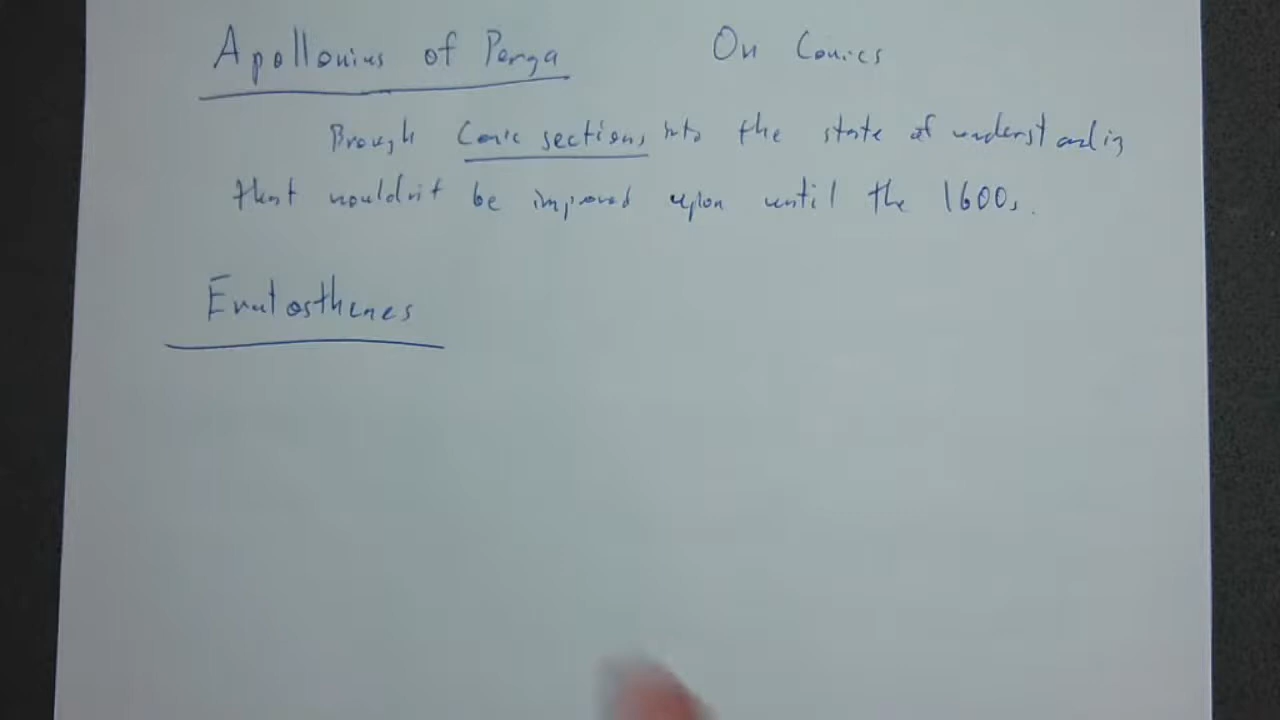 Apollonius of Perga On Conics
Brough Conic sections into the state of understanding
that wouldn't be improved upon until the 1600s.
Eratosthenes